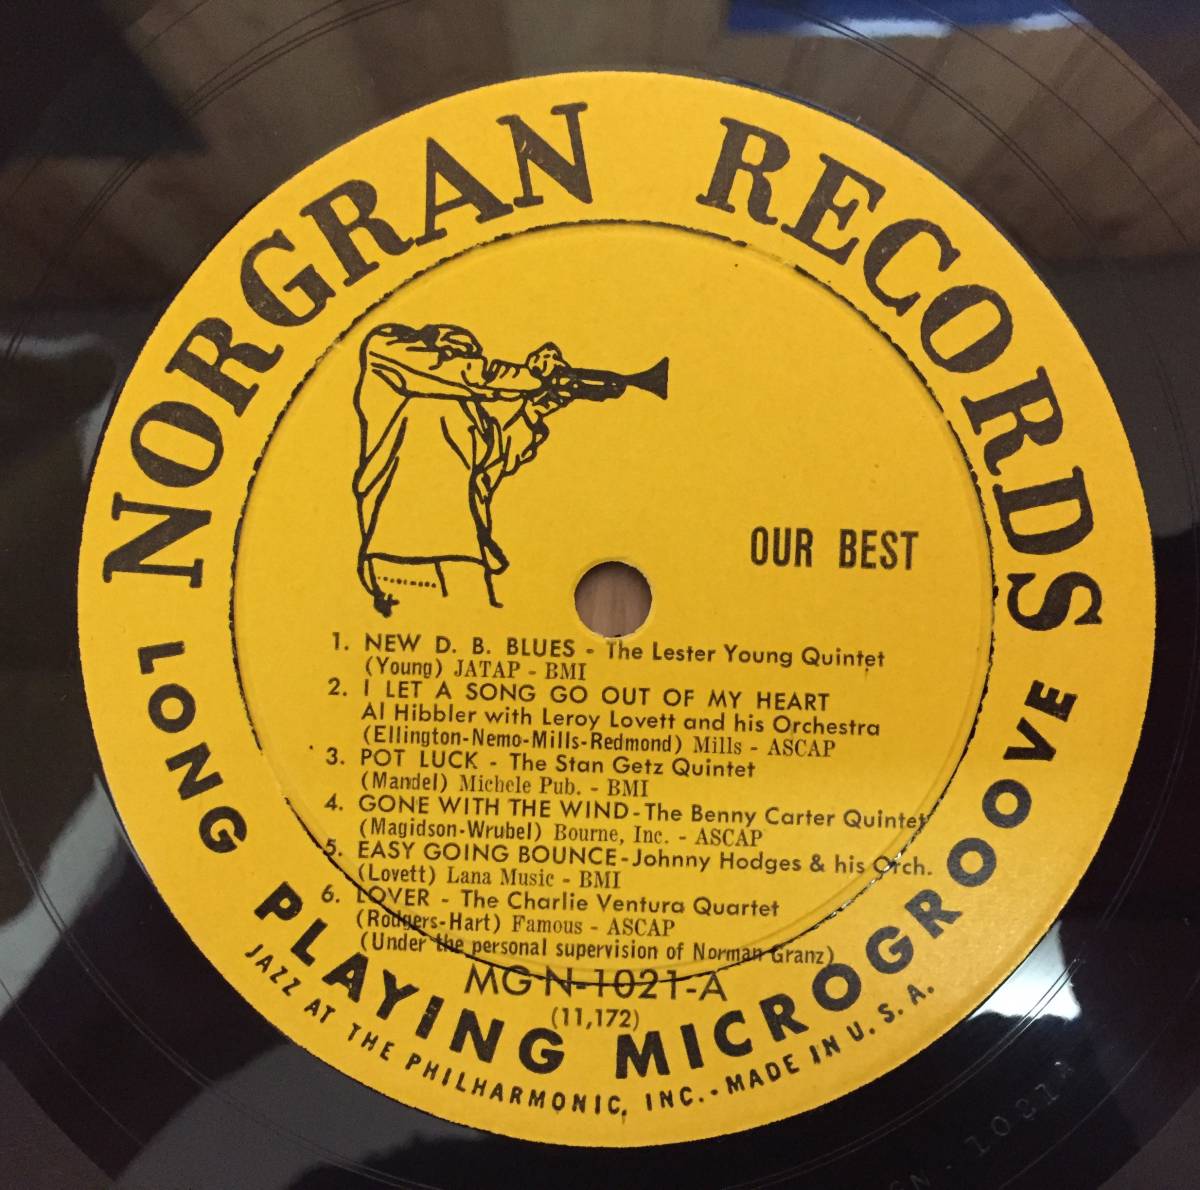 NORGRAN RECORDS
OUR BEST
1. NEW D. B. BLUES - The Lester Young Quintet
(Young) JATAP - BMI
2. I LET A SONG GO OUT OF MY HEART
Al Hibbler with Leroy Lovett and his Orchestra
(Ellington-Nemo-Mills-Redmond) Mills - ASCAP
3. POT LUCK - The Stan Getz Quintet
(Mandel) Michele Pub. - BMI
4. GONE WITH THE WIND-The Benny Carter Quintet
(Magidson-Wrubel) Bourne, Inc. - ASCAP
5. EASY GOING BOUNCE-Johnny Hodges & his Orch.
(Lovett) Lana Music - BMI
6. LOVER - The Charlie Ventura Quartet
(Rodgers-Hart) Famous - ASCAP
(Under the personal supervision of Norman Granz)
MG N-1021-A
(11,172)
LONG PLAYING MICROGROOVE
JAZZ AT THE PHILHARMONIC, INC.-MADE IN U.S.A.